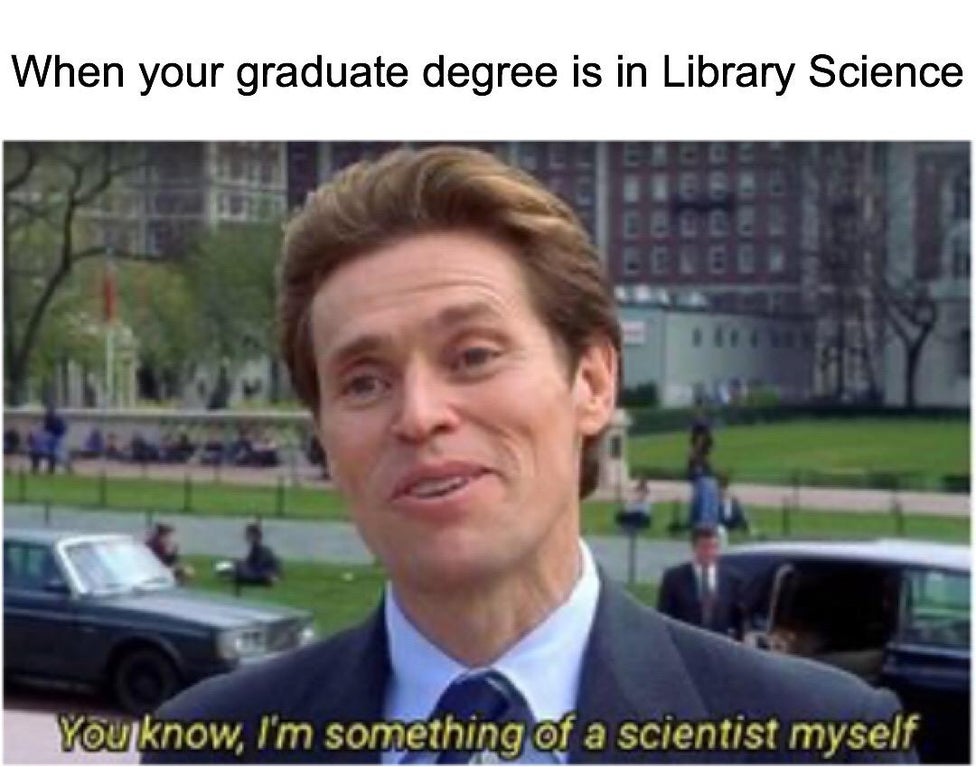 When your graduate degree is in Library Science
You know, I'm something of a scientist myself